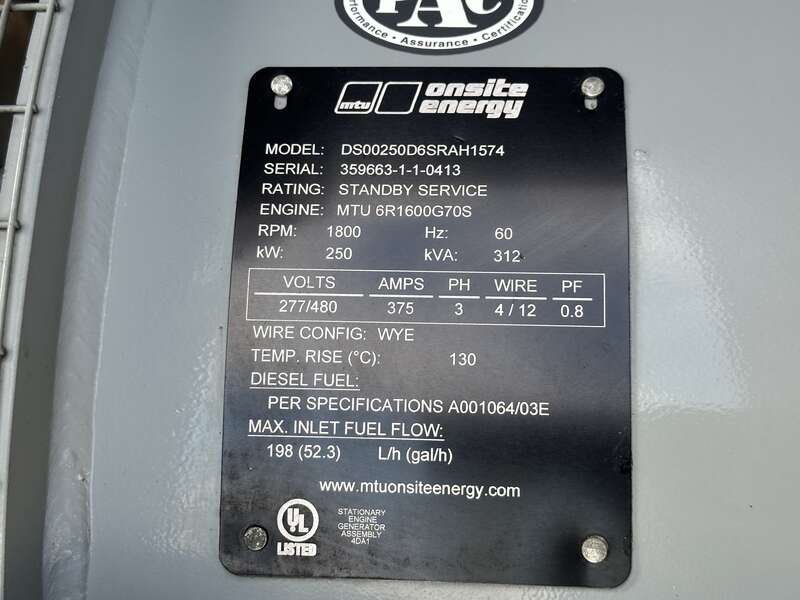 PAC
Performance • Assurance • Certification
mtu onsite energy
MODEL: DS00250D6SRAH1574
SERIAL: 359663-1-1-0413
RATING: STANDBY SERVICE
ENGINE: MTU 6R1600G70S
RPM: 1800 Hz: 60
kW: 250 kVA: 312
VOLTS AMPS PH WIRE PF
277/480 375 3 4 / 12 0.8
WIRE CONFIG: WYE
TEMP. RISE (°C): 130
DIESEL FUEL:
PER SPECIFICATIONS A001064/03E
MAX. INLET FUEL FLOW:
198 (52.3) L/h (gal/h)
www.mtuonsiteenergy.com
UL
LISTED
STATIONARY
ENGINE
GENERATOR
ASSEMBLY
4DA1